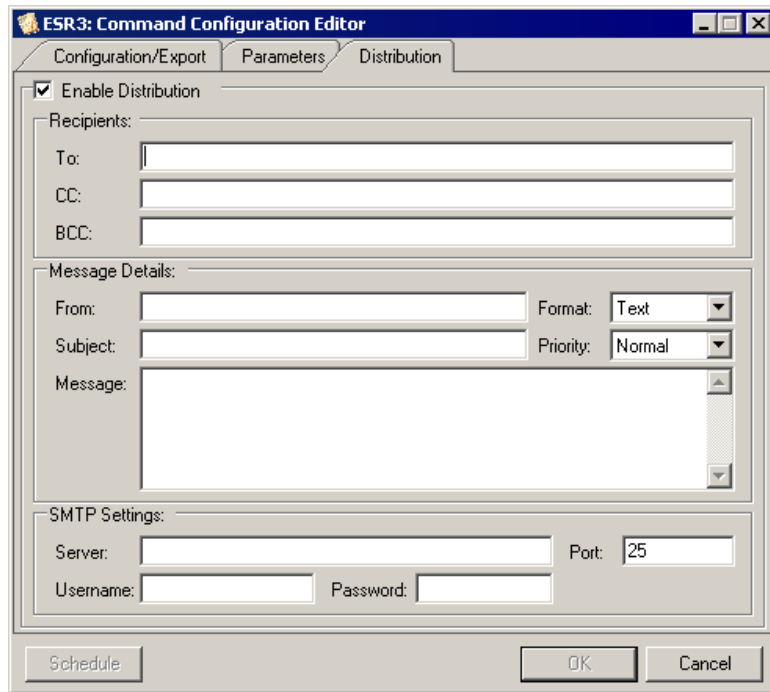 ESR3: Command Configuration Editor
Configuration/Export Parameters Distribution
Enable Distribution
Recipients:
To:
CC:
BCC:
Message Details:
From: Format: Text
Subject: Priority: Normal
Message:
SMTP Settings:
Server: Port: 25
Username: Password:
Schedule OK Cancel